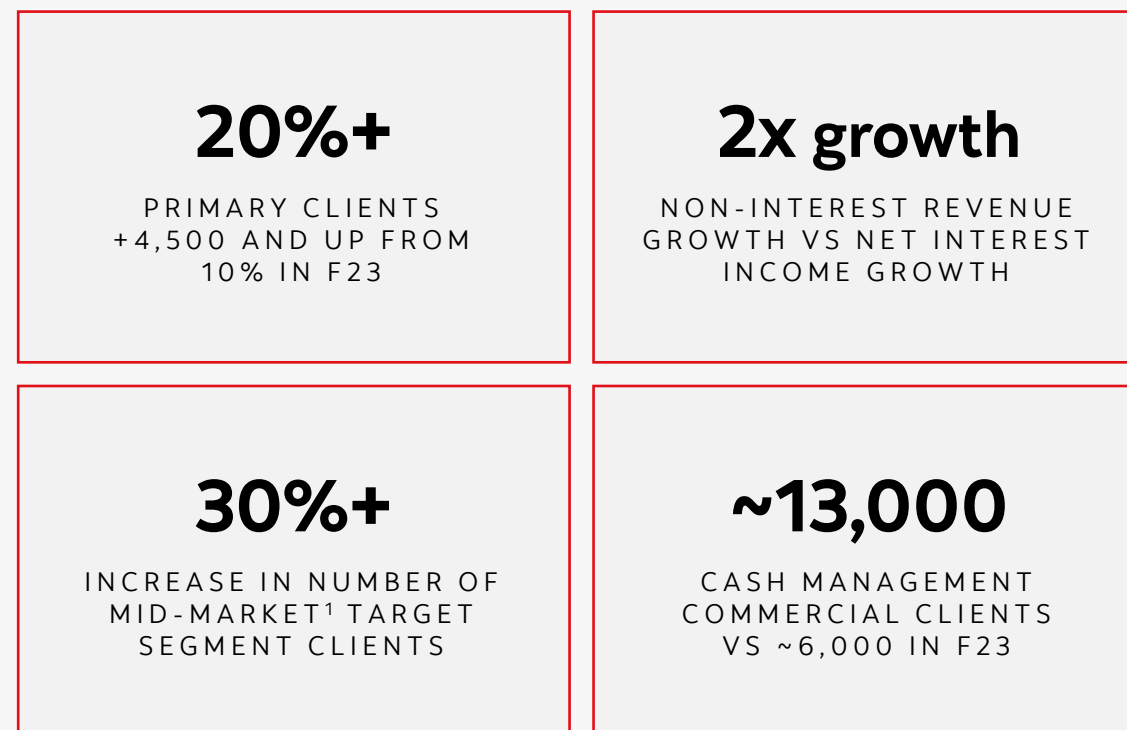 20%+
PRIMARY CLIENTS
+4,500 AND UP FROM
10% IN F23
2x growth
NON-INTEREST REVENUE
GROWTH VS NET INTEREST
INCOME GROWTH
30%+
INCREASE IN NUMBER OF
MID-MARKET¹ TARGET
SEGMENT CLIENTS
~13,000
CASH MANAGEMENT
COMMERCIAL CLIENTS
VS ~6,000 IN F23